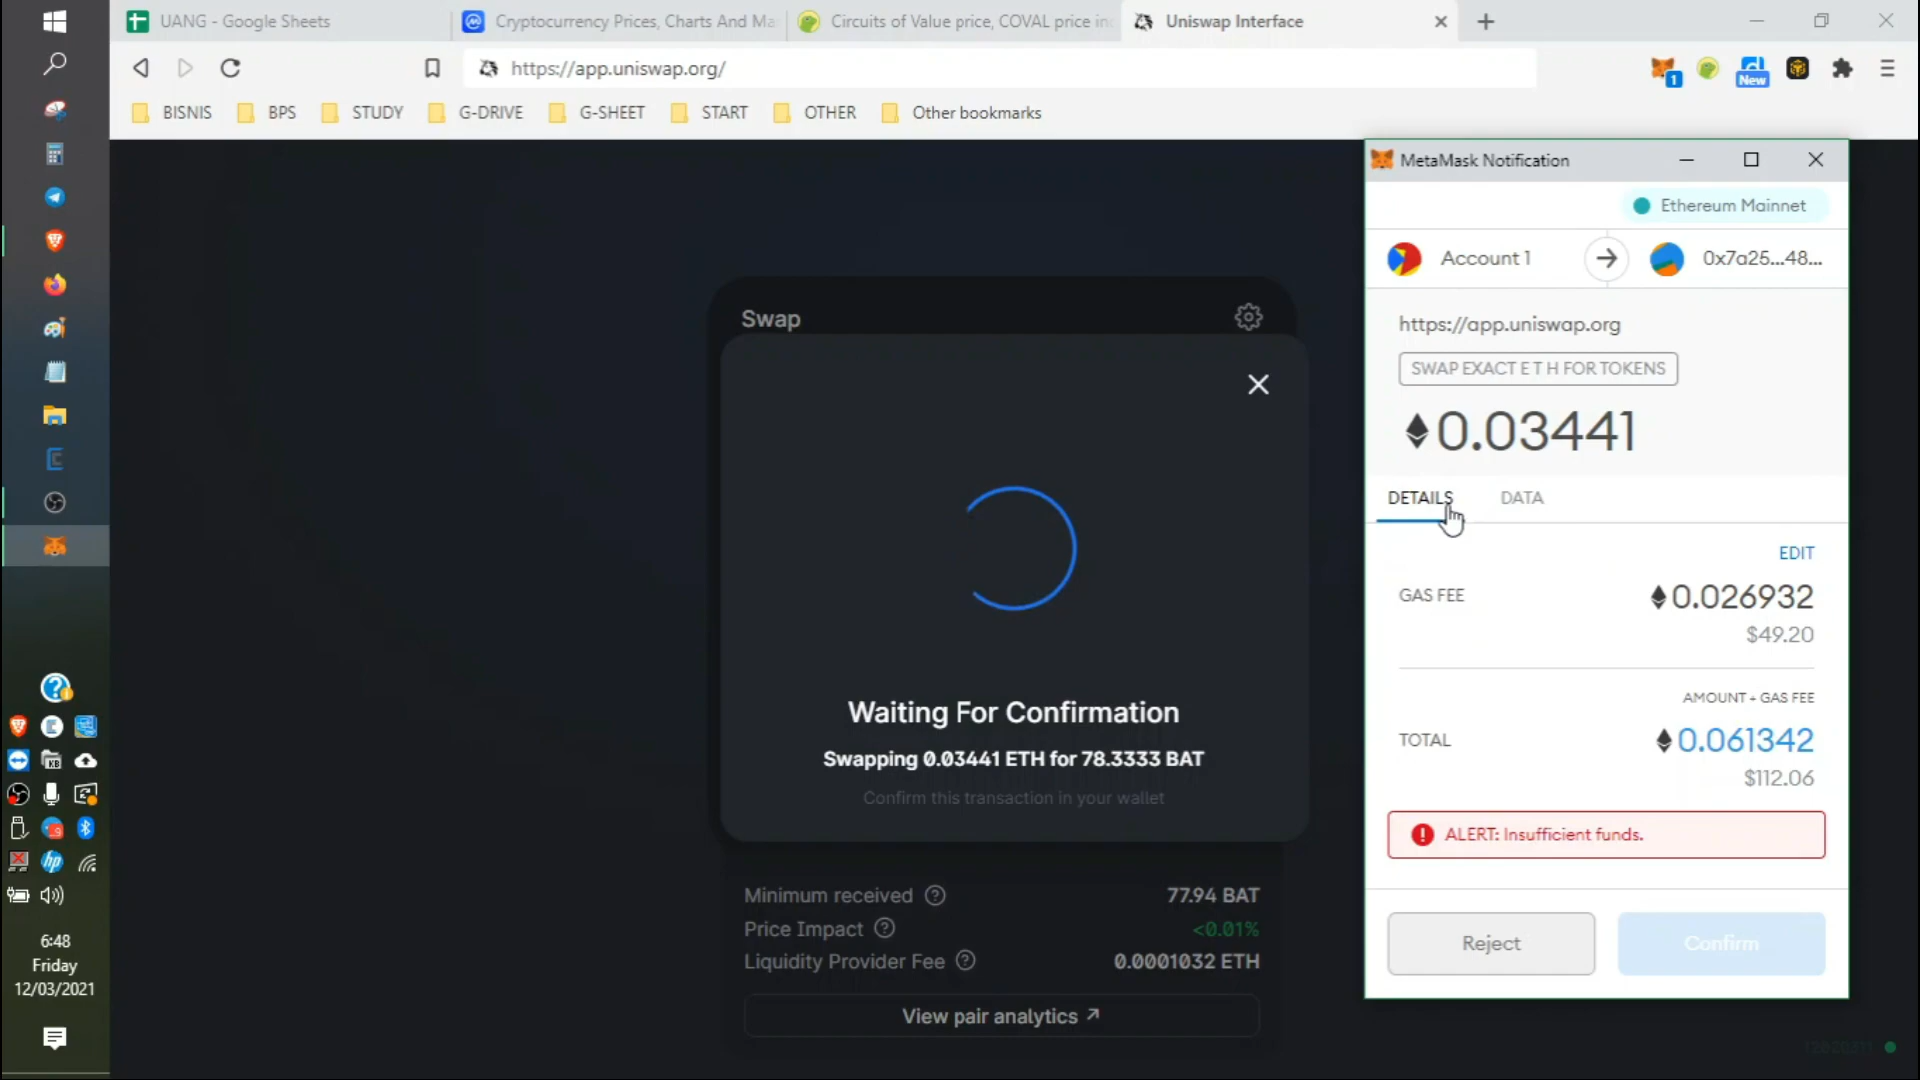 UANG - Google Sheets
Cryptocurrency Prices, Charts And Ma
Circuits of Value price, COVAL price in
Uniswap Interface
https://app.uniswap.org/
1
New
BISNIS
BPS
STUDY
G-DRIVE
G-SHEET
START
OTHER
Other bookmarks
MetaMask Notification
Ethereum Mainnet
Account 1
0x7a25...48...
https://app.uniswap.org
SWAP EXACT E T H FOR TOKENS
0.03441
DETAILS
DATA
EDIT
GAS FEE
0.026932
$49.20
AMOUNT + GAS FEE
TOTAL
0.061342
$112.06
ALERT: Insufficient funds.
Reject
Confirm
Swap
Waiting For Confirmation
Swapping 0.03441 ETH for 78.3333 BAT
Confirm this transaction in your wallet
Minimum received
77.94 BAT
Price Impact
<0.01%
Liquidity Provider Fee
0.0001032 ETH
View pair analytics ↗
6:48
Friday
12/03/2021